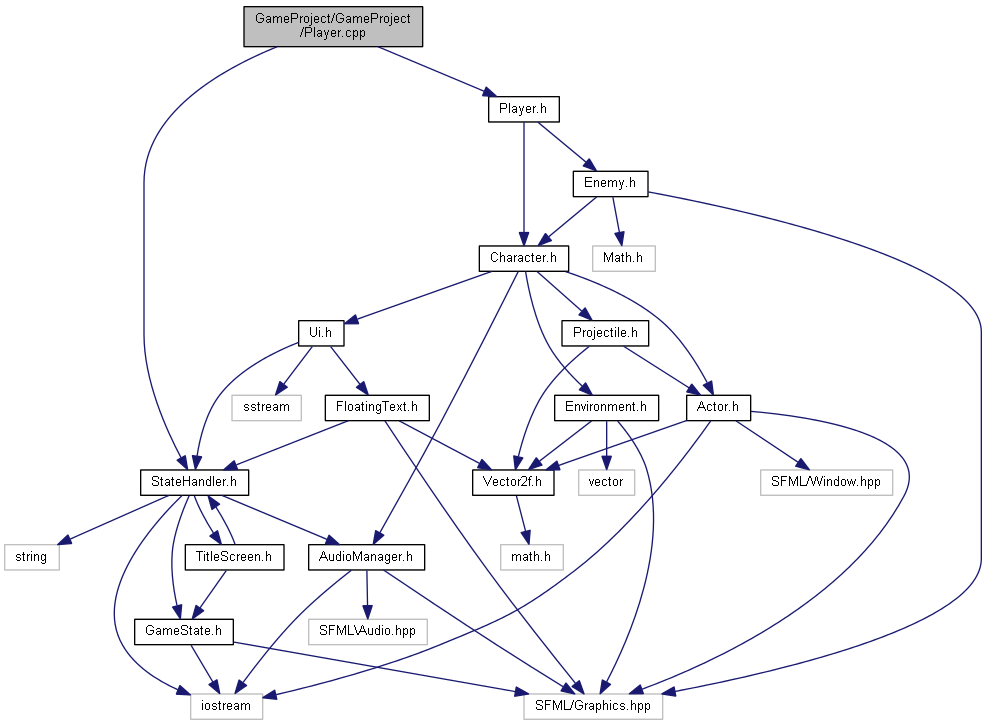 GameProject/GameProject
/Player.cpp
Player.h
Enemy.h
Character.h
Math.h
Ui.h
Projectile.h
sstream
FloatingText.h
Environment.h
Actor.h
StateHandler.h
Vector2f.h
vector
SFML/Window.hpp
string
TitleScreen.h
AudioManager.h
math.h
GameState.h
SFML\Audio.hpp
iostream
SFML/Graphics.hpp